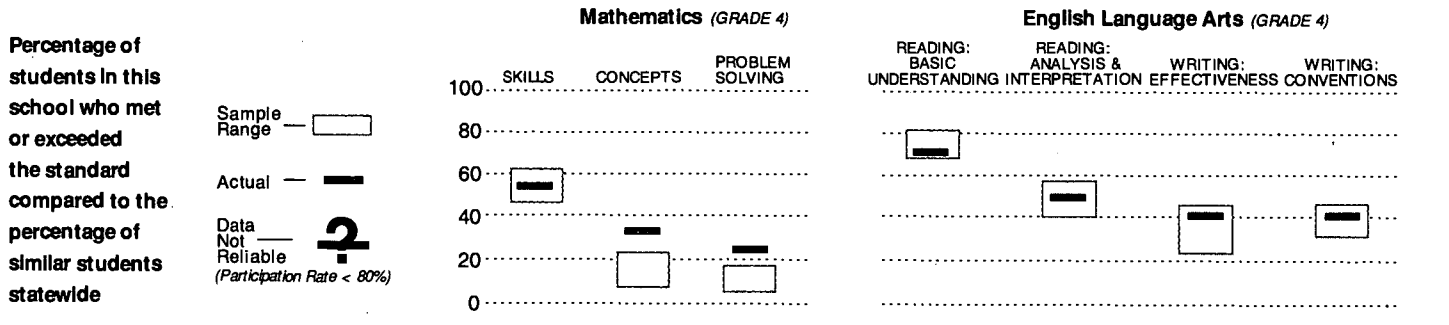 Mathematics (GRADE 4)
English Language Arts (GRADE 4)
Percentage of
students in this
school who met
or exceeded
the standard
compared to the
percentage of
similar students
statewide
Sample
Range
Actual
Data
Not
Reliable
(Participation Rate < 80%)
SKILLS
CONCEPTS
PROBLEM
SOLVING
100
80
60
40
20
0
READING:
BASIC
UNDERSTANDING
READING:
ANALYSIS &
INTERPRETATION
WRITING:
EFFECTIVENESS
WRITING:
CONVENTIONS
?